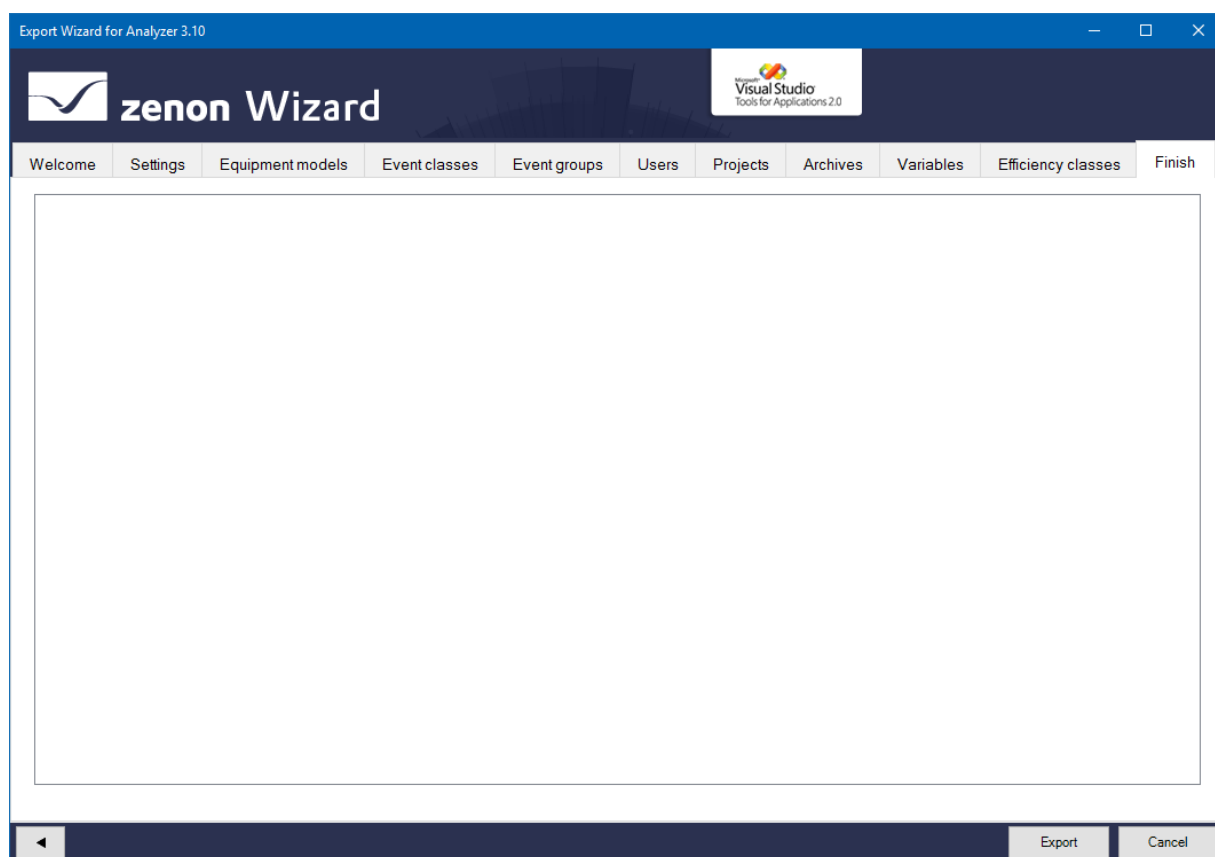 Export Wizard for Analyzer 3.10
zenon Wizard
Microsoft
Visual Studio
Tools for Applications 2.0
Welcome Settings Equipment models Event classes Event groups Users Projects Archives Variables Efficiency classes Finish
Export Cancel